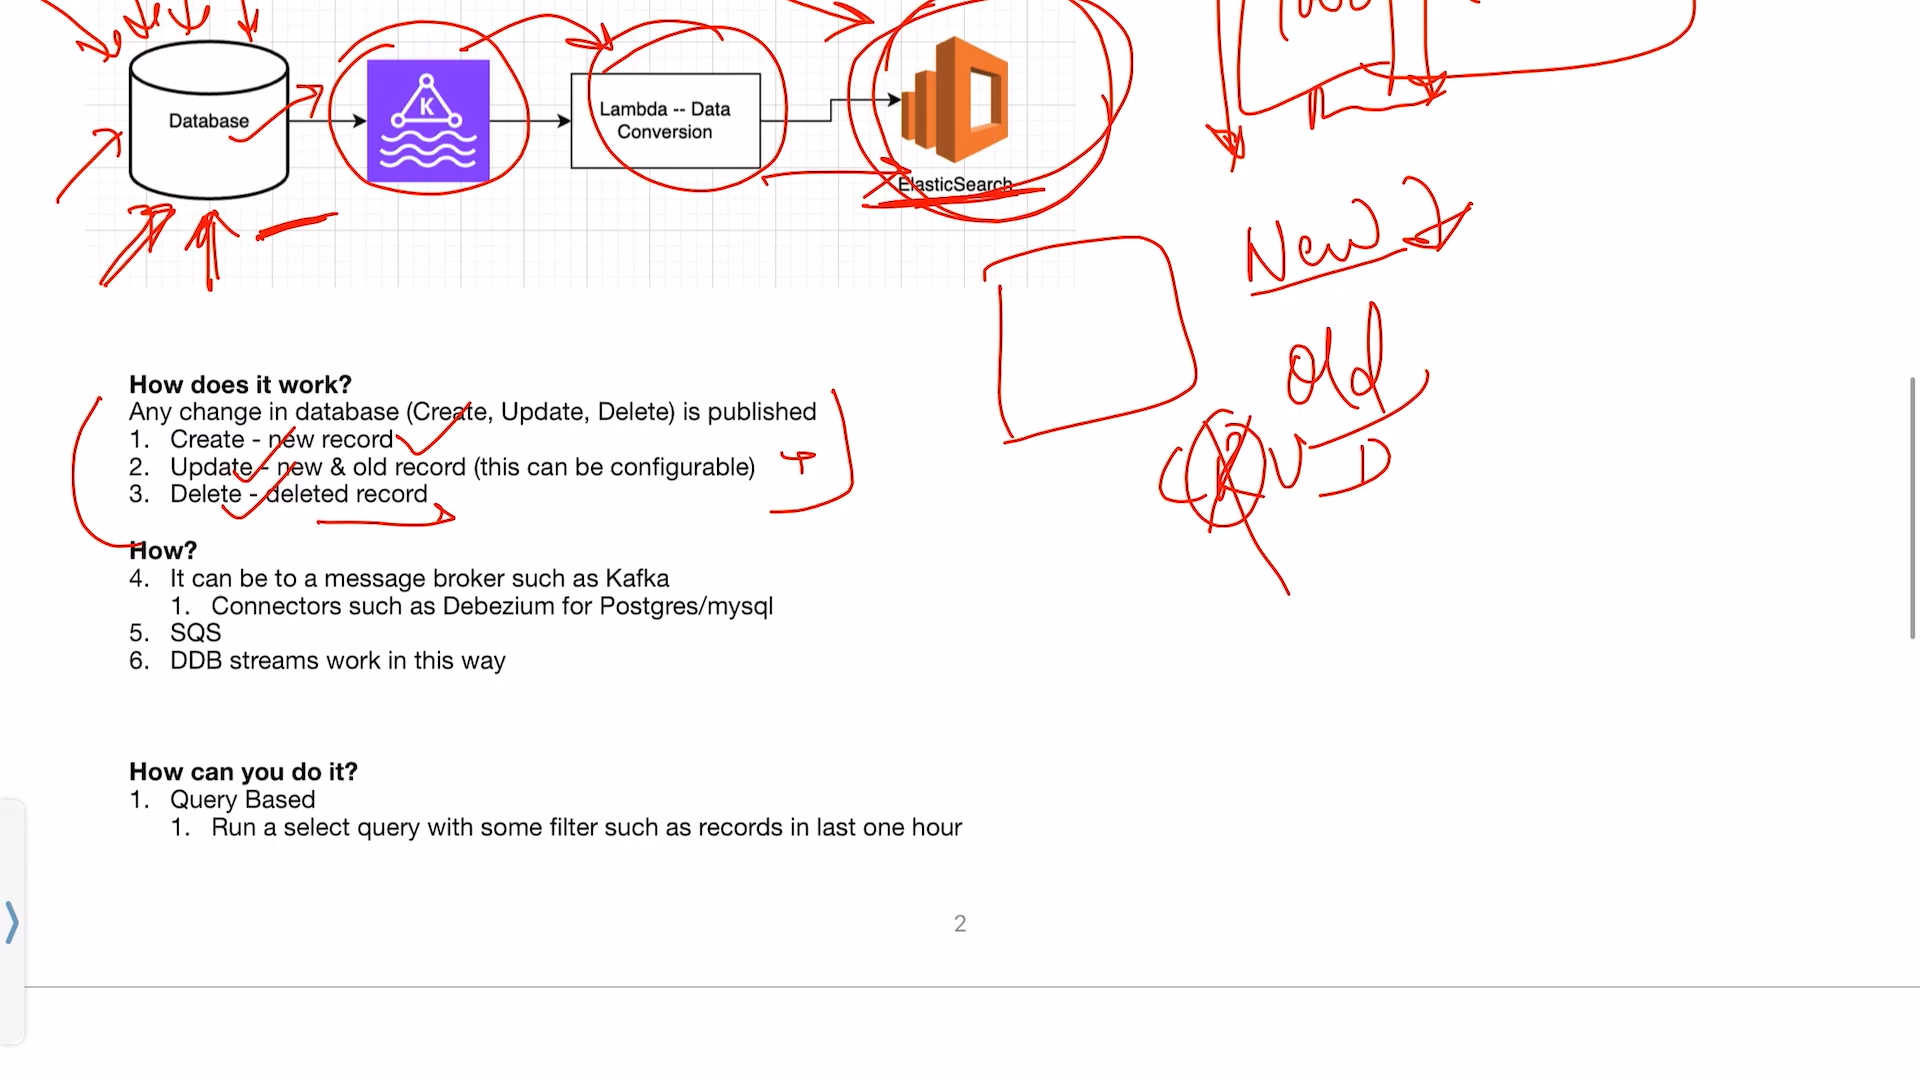 Database
K
Lambda -- Data
Conversion
ElasticSearch
New
old
CRUD
How does it work?
Any change in database (Create, Update, Delete) is published
1. Create - new record
2. Update - new & old record (this can be configurable)
3. Delete - deleted record
How?
4. It can be to a message broker such as Kafka
1. Connectors such as Debezium for Postgres/mysql
5. SQS
6. DDB streams work in this way
How can you do it?
1. Query Based
1. Run a select query with some filter such as records in last one hour
2